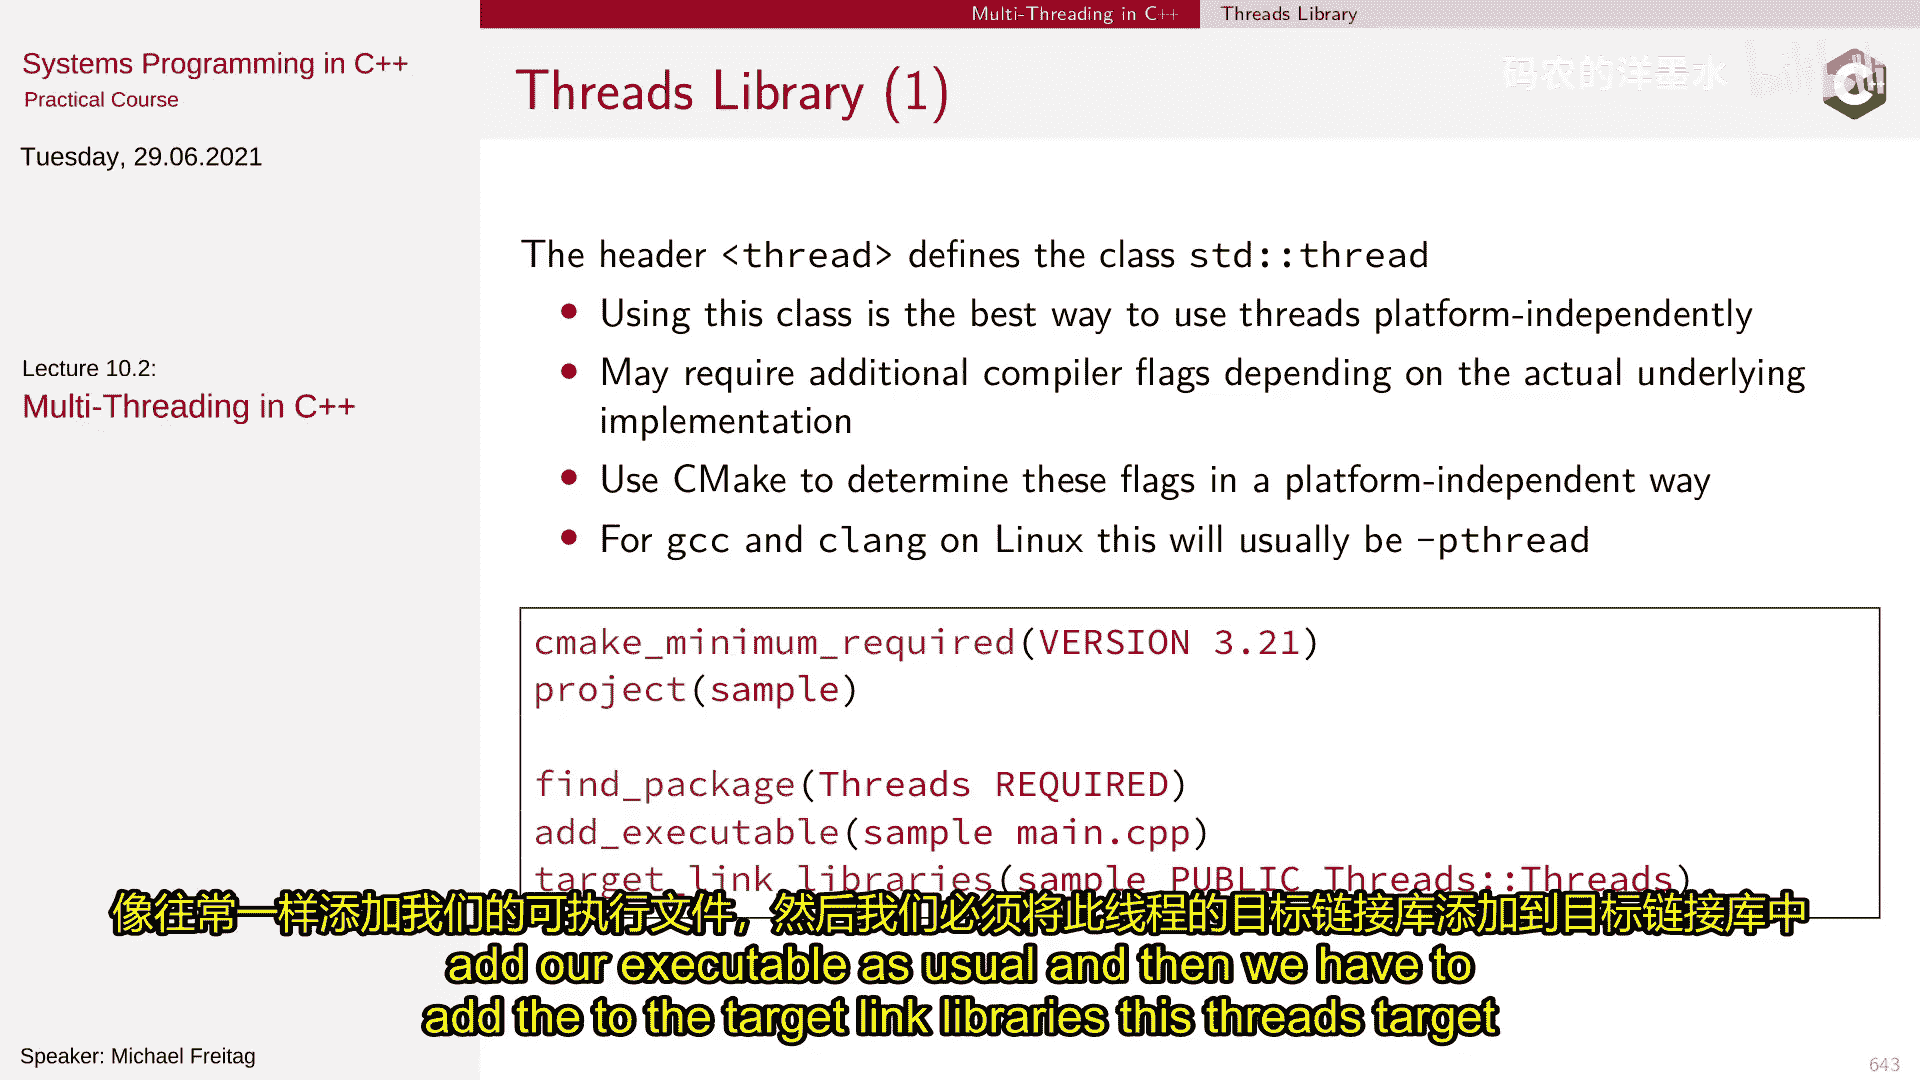 Multi-Threading in C++ Threads Library
Systems Programming in C++
Practical Course
Tuesday, 29.06.2021
Lecture 10.2:
Multi-Threading in C++
Threads Library (1)
码农的洋墨水
The header <thread> defines the class std::thread
• Using this class is the best way to use threads platform-independently
• May require additional compiler flags depending on the actual underlying
implementation
• Use CMake to determine these flags in a platform-independent way
• For gcc and clang on Linux this will usually be -pthread
cmake_minimum_required(VERSION 3.21)
project(sample)
find_package(Threads REQUIRED)
add_executable(sample main.cpp)
target_link_libraries(sample PUBLIC Threads::Threads)
像往常一样添加我们的可执行文件，然后我们必须将此线程的目标链接库添加到目标链接库中
add our executable as usual and then we have to
add the to the target link libraries this threads target
Speaker: Michael Freitag
643